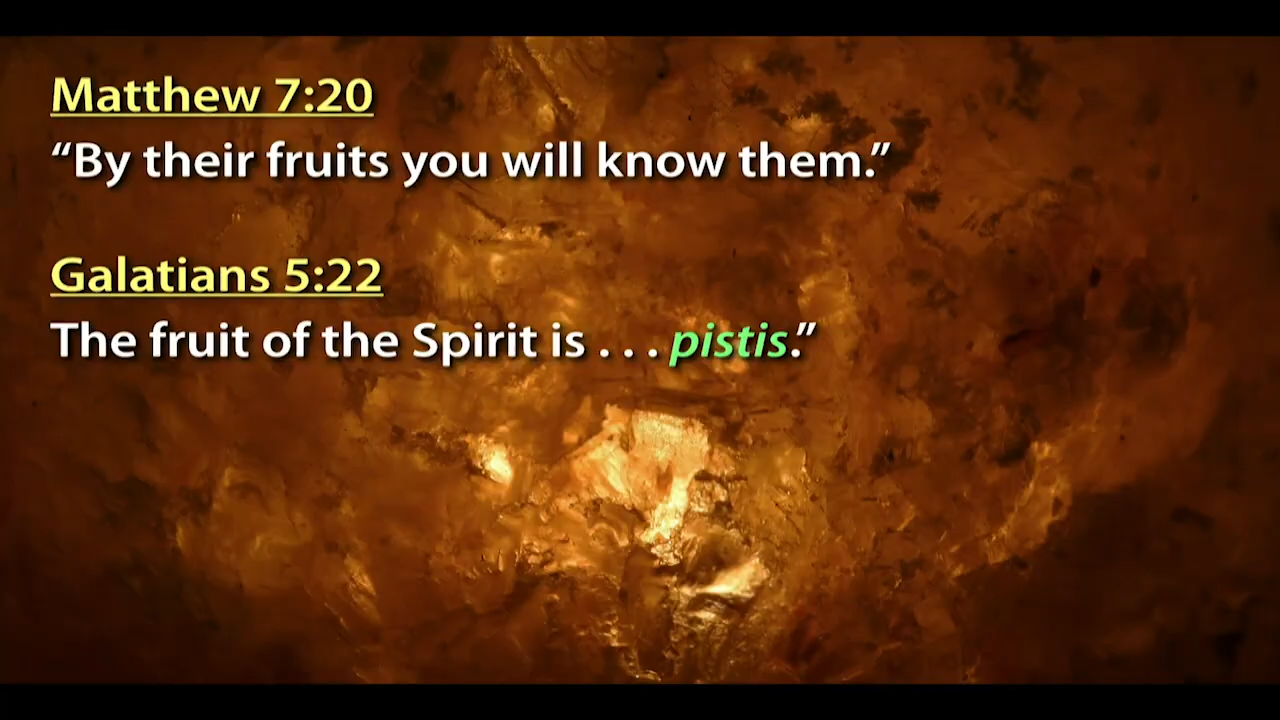 Matthew 7:20
“By their fruits you will know them.”
Galatians 5:22
The fruit of the Spirit is . . . pistis.”